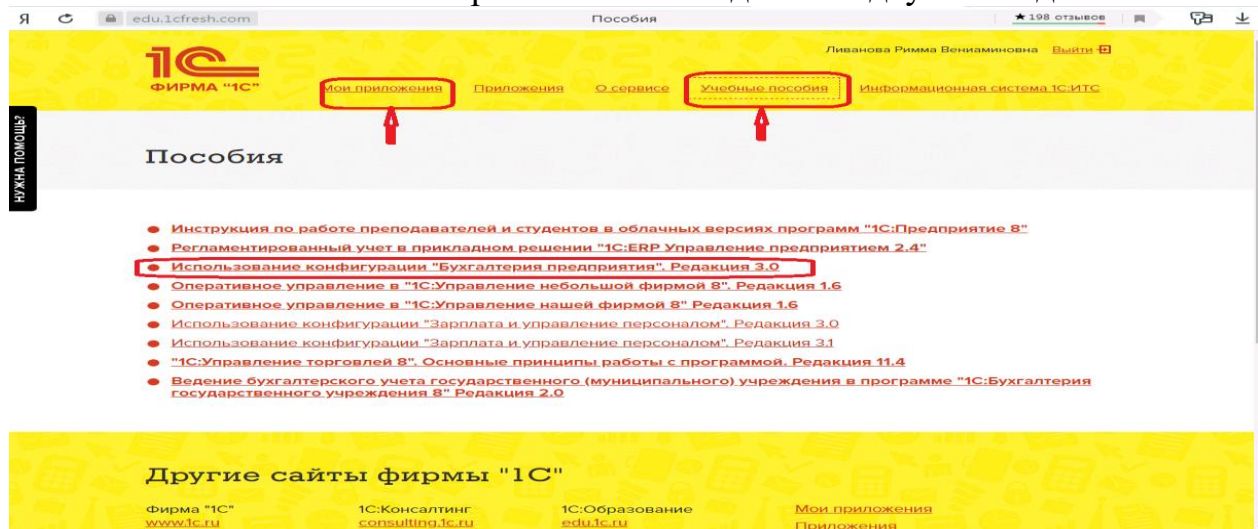 Я edu.1cfresh.com Пособия ★198 отзывов
Ливанова Римма Вениаминовна Выйти
1С
ФИРМА "1С"
Мои приложения Приложения О сервисе Учебные пособия Информационная система 1С:ИТС
НУЖНА ПОМОЩЬ?
Пособия
Инструкция по работе преподавателей и студентов в облачных версиях программ "1С:Предприятие 8"
Регламентированный учет в прикладном решении "1С:ERP Управление предприятием 2.4"
Использование конфигурации "Бухгалтерия предприятия". Редакция 3.0
Оперативное управление в "1С:Управление небольшой фирмой 8". Редакция 1.6
Оперативное управление в "1С:Управление нашей фирмой 8" Редакция 1.6
Использование конфигурации "Зарплата и управление персоналом". Редакция 3.0
Использование конфигурации "Зарплата и управление персоналом". Редакция 3.1
"1С:Управление торговлей 8". Основные принципы работы с программой. Редакция 11.4
Ведение бухгалтерского учета государственного (муниципального) учреждения в программе "1С:Бухгалтерия
государственного учреждения 8" Редакция 2.0
Другие сайты фирмы "1С"
Фирма "1С" 1С:Консалтинг 1С:Образование Мои приложения
www.1c.ru consulting.1c.ru edu.1c.ru Приложения